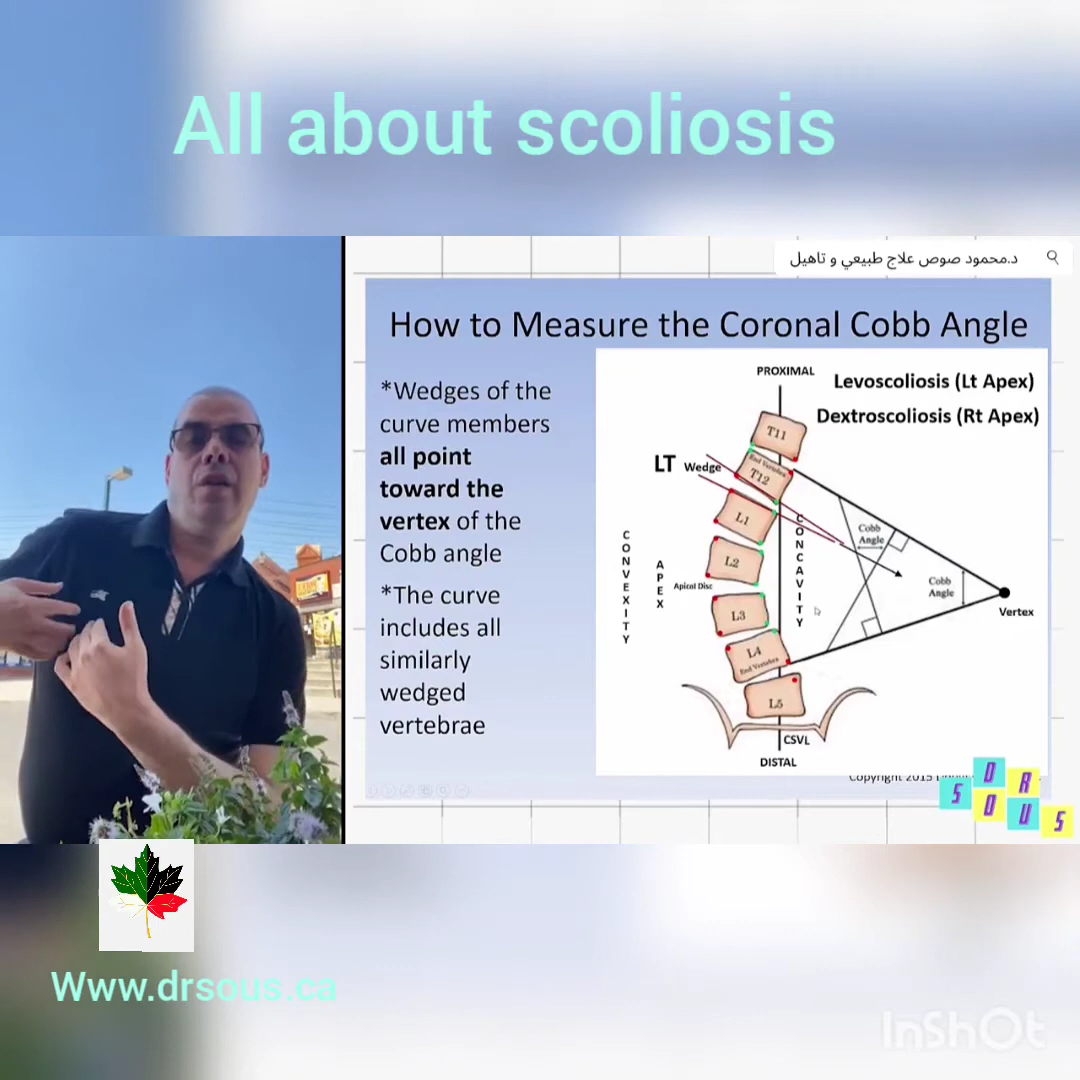 All about scoliosis
د.محمود صوص علاج طبيعي و تاهيل
How to Measure the Coronal Cobb Angle
*Wedges of the
curve members
all point
toward the
vertex of the
Cobb angle
*The curve
includes all
similarly
wedged
vertebrae
PROXIMAL
Levoscoliosis (Lt Apex)
Dextroscoliosis (Rt Apex)
T11
LT Wedge
End Vertebra
T12
L1
CONVEXITY
APEX
CONCAVITY
Cobb
Angle
L2
Apical Disc
Cobb
Angle
Vertex
L3
L4
End Vertebra
L5
CSVL
DISTAL
Copyright 2015
DR
SOUS
Www.drsous.ca
InShOt